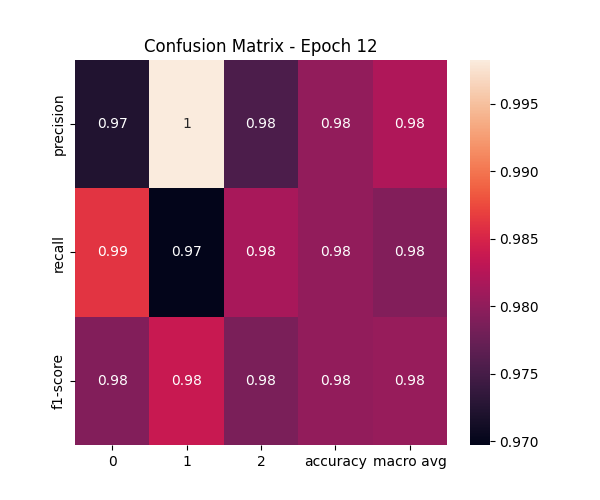 Confusion Matrix - Epoch 12
precision 0.97 1 0.98 0.98 0.98
recall 0.99 0.97 0.98 0.98 0.98
f1-score 0.98 0.98 0.98 0.98 0.98
0 1 2 accuracy macro avg
0.995
0.990
0.985
0.980
0.975
0.970